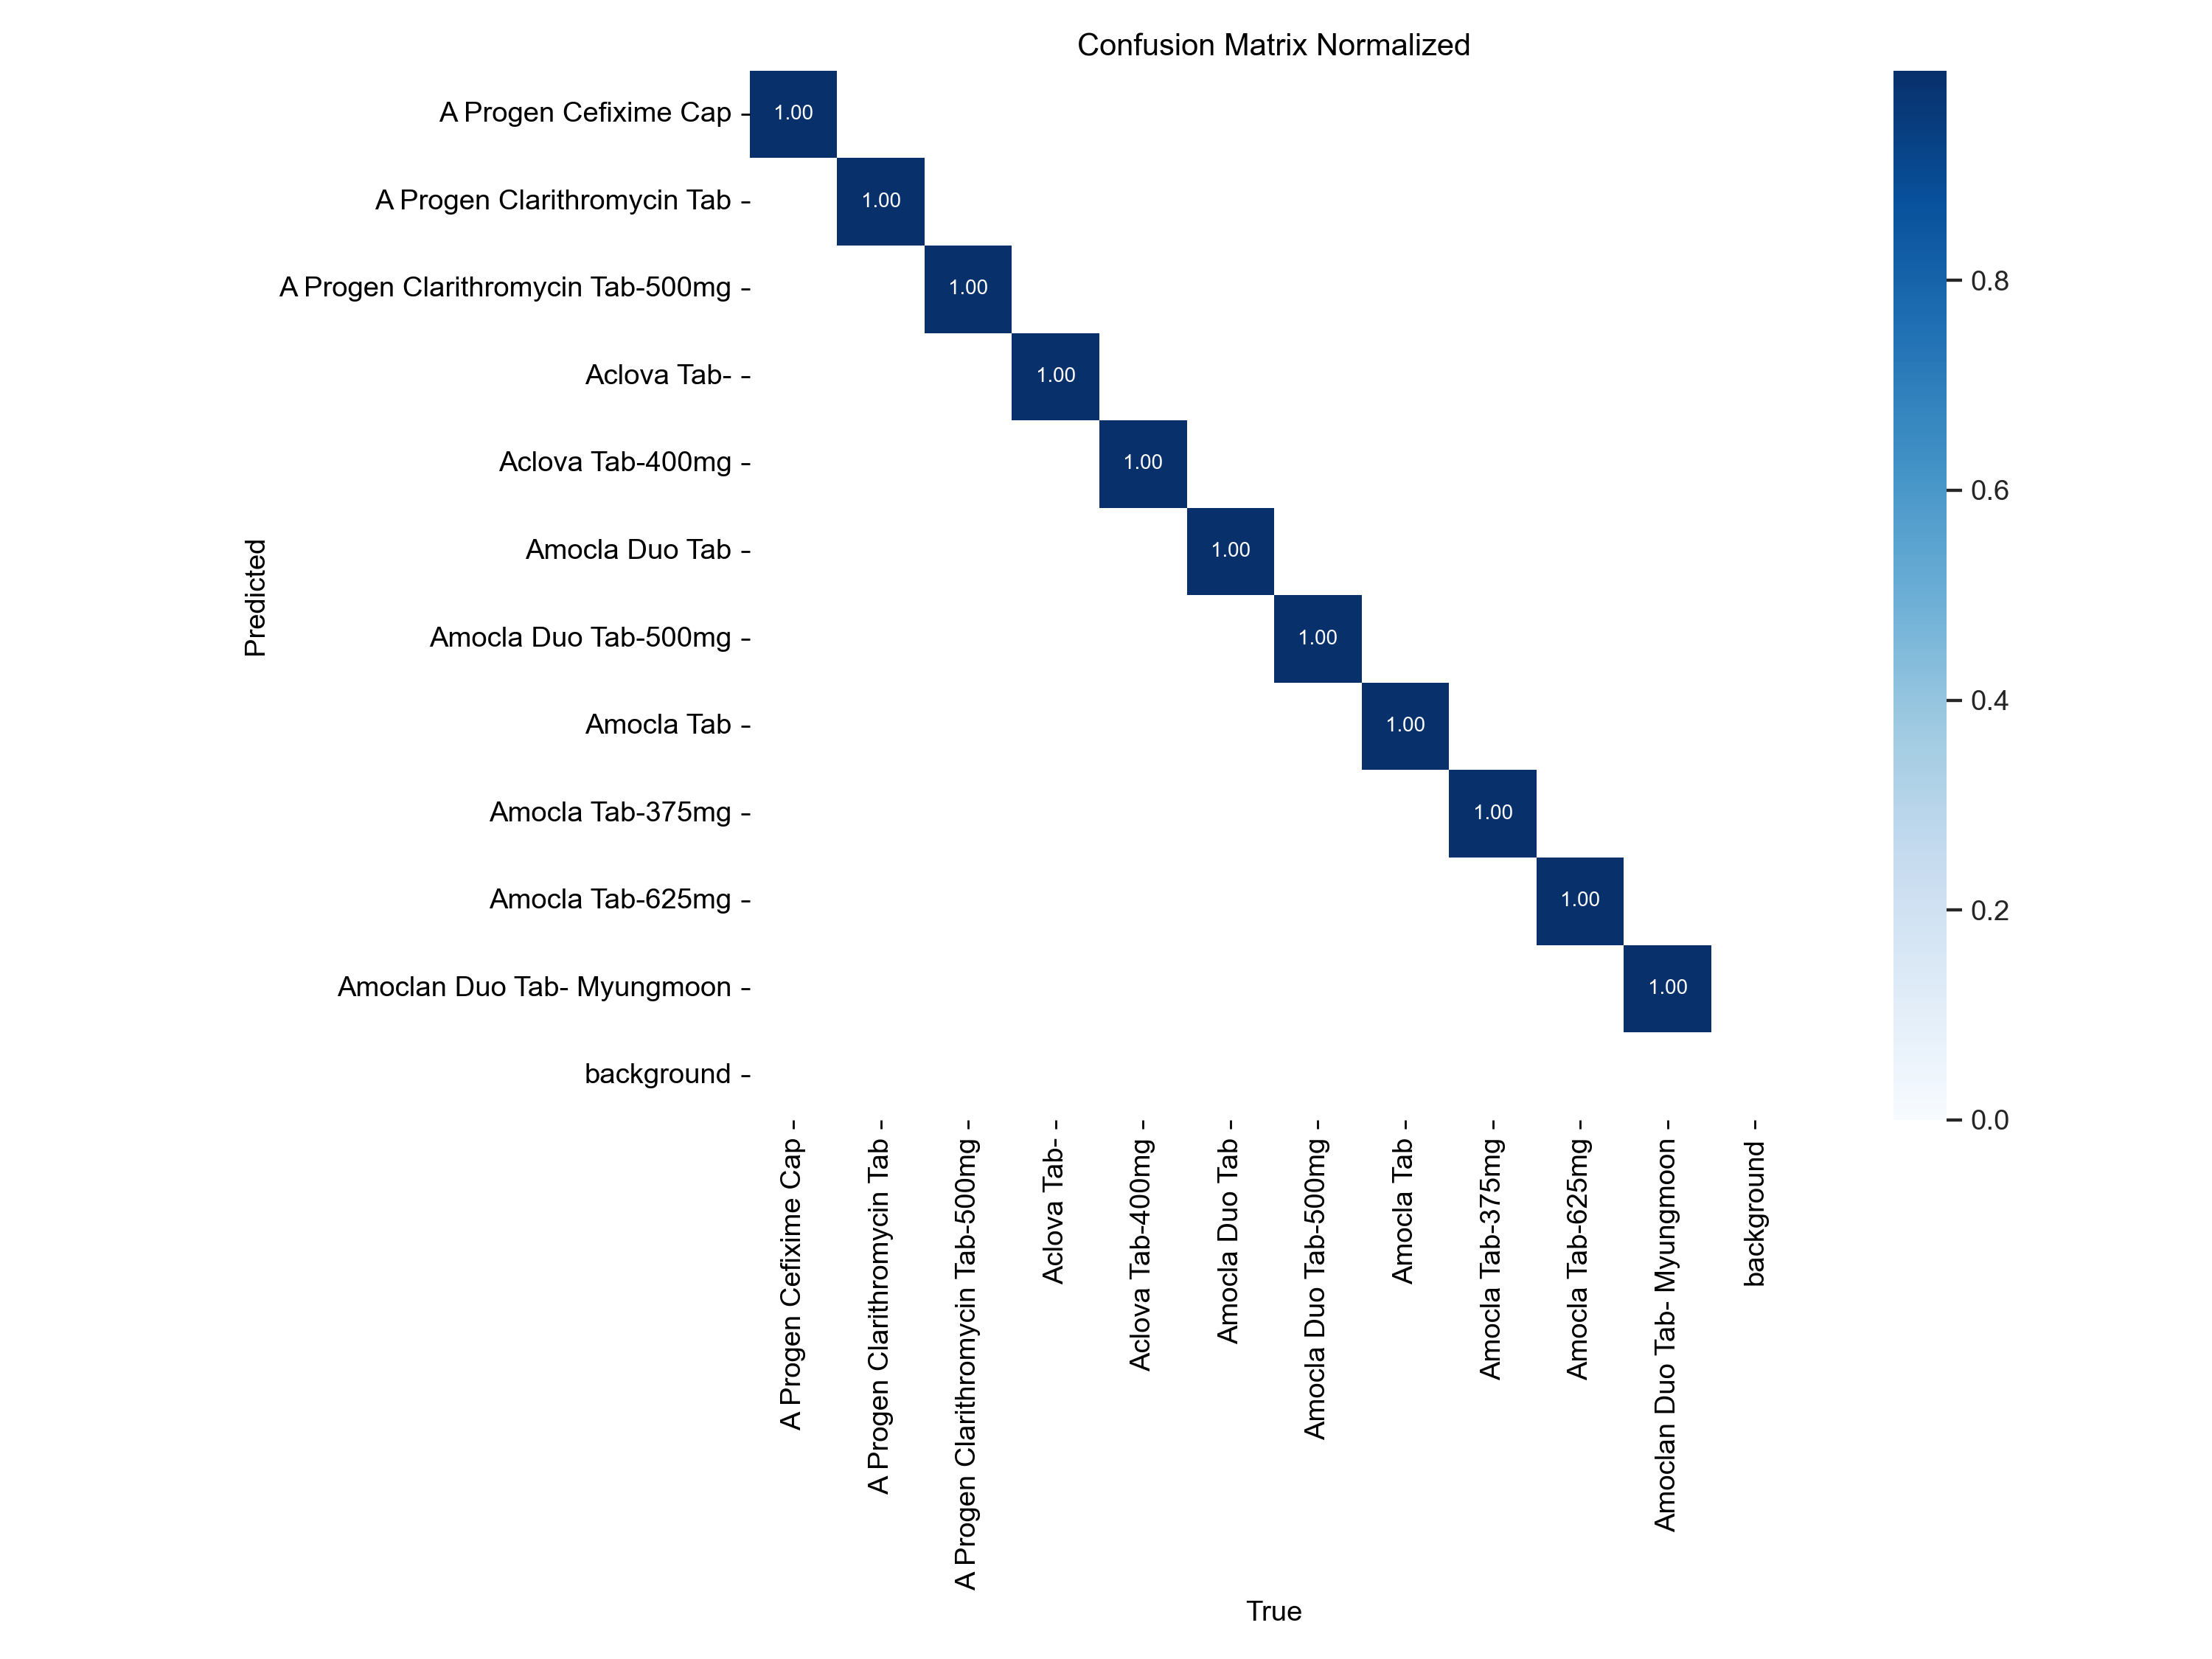 Confusion Matrix Normalized
A Progen Cefixime Cap
1.00
A Progen Clarithromycin Tab
1.00
A Progen Clarithromycin Tab-500mg
1.00
0.8
Aclova Tab-
1.00
Aclova Tab-400mg
1.00
0.6
Predicted
Amocla Duo Tab
1.00
Amocla Duo Tab-500mg
1.00
Amocla Tab
1.00
0.4
Amocla Tab-375mg
1.00
Amocla Tab-625mg
1.00
0.2
Amoclan Duo Tab- Myungmoon
1.00
background
0.0
A Progen Cefixime Cap
A Progen Clarithromycin Tab
A Progen Clarithromycin Tab-500mg
Aclova Tab-
Aclova Tab-400mg
Amocla Duo Tab
Amocla Duo Tab-500mg
Amocla Tab
Amocla Tab-375mg
Amocla Tab-625mg
Amoclan Duo Tab- Myungmoon
background
True